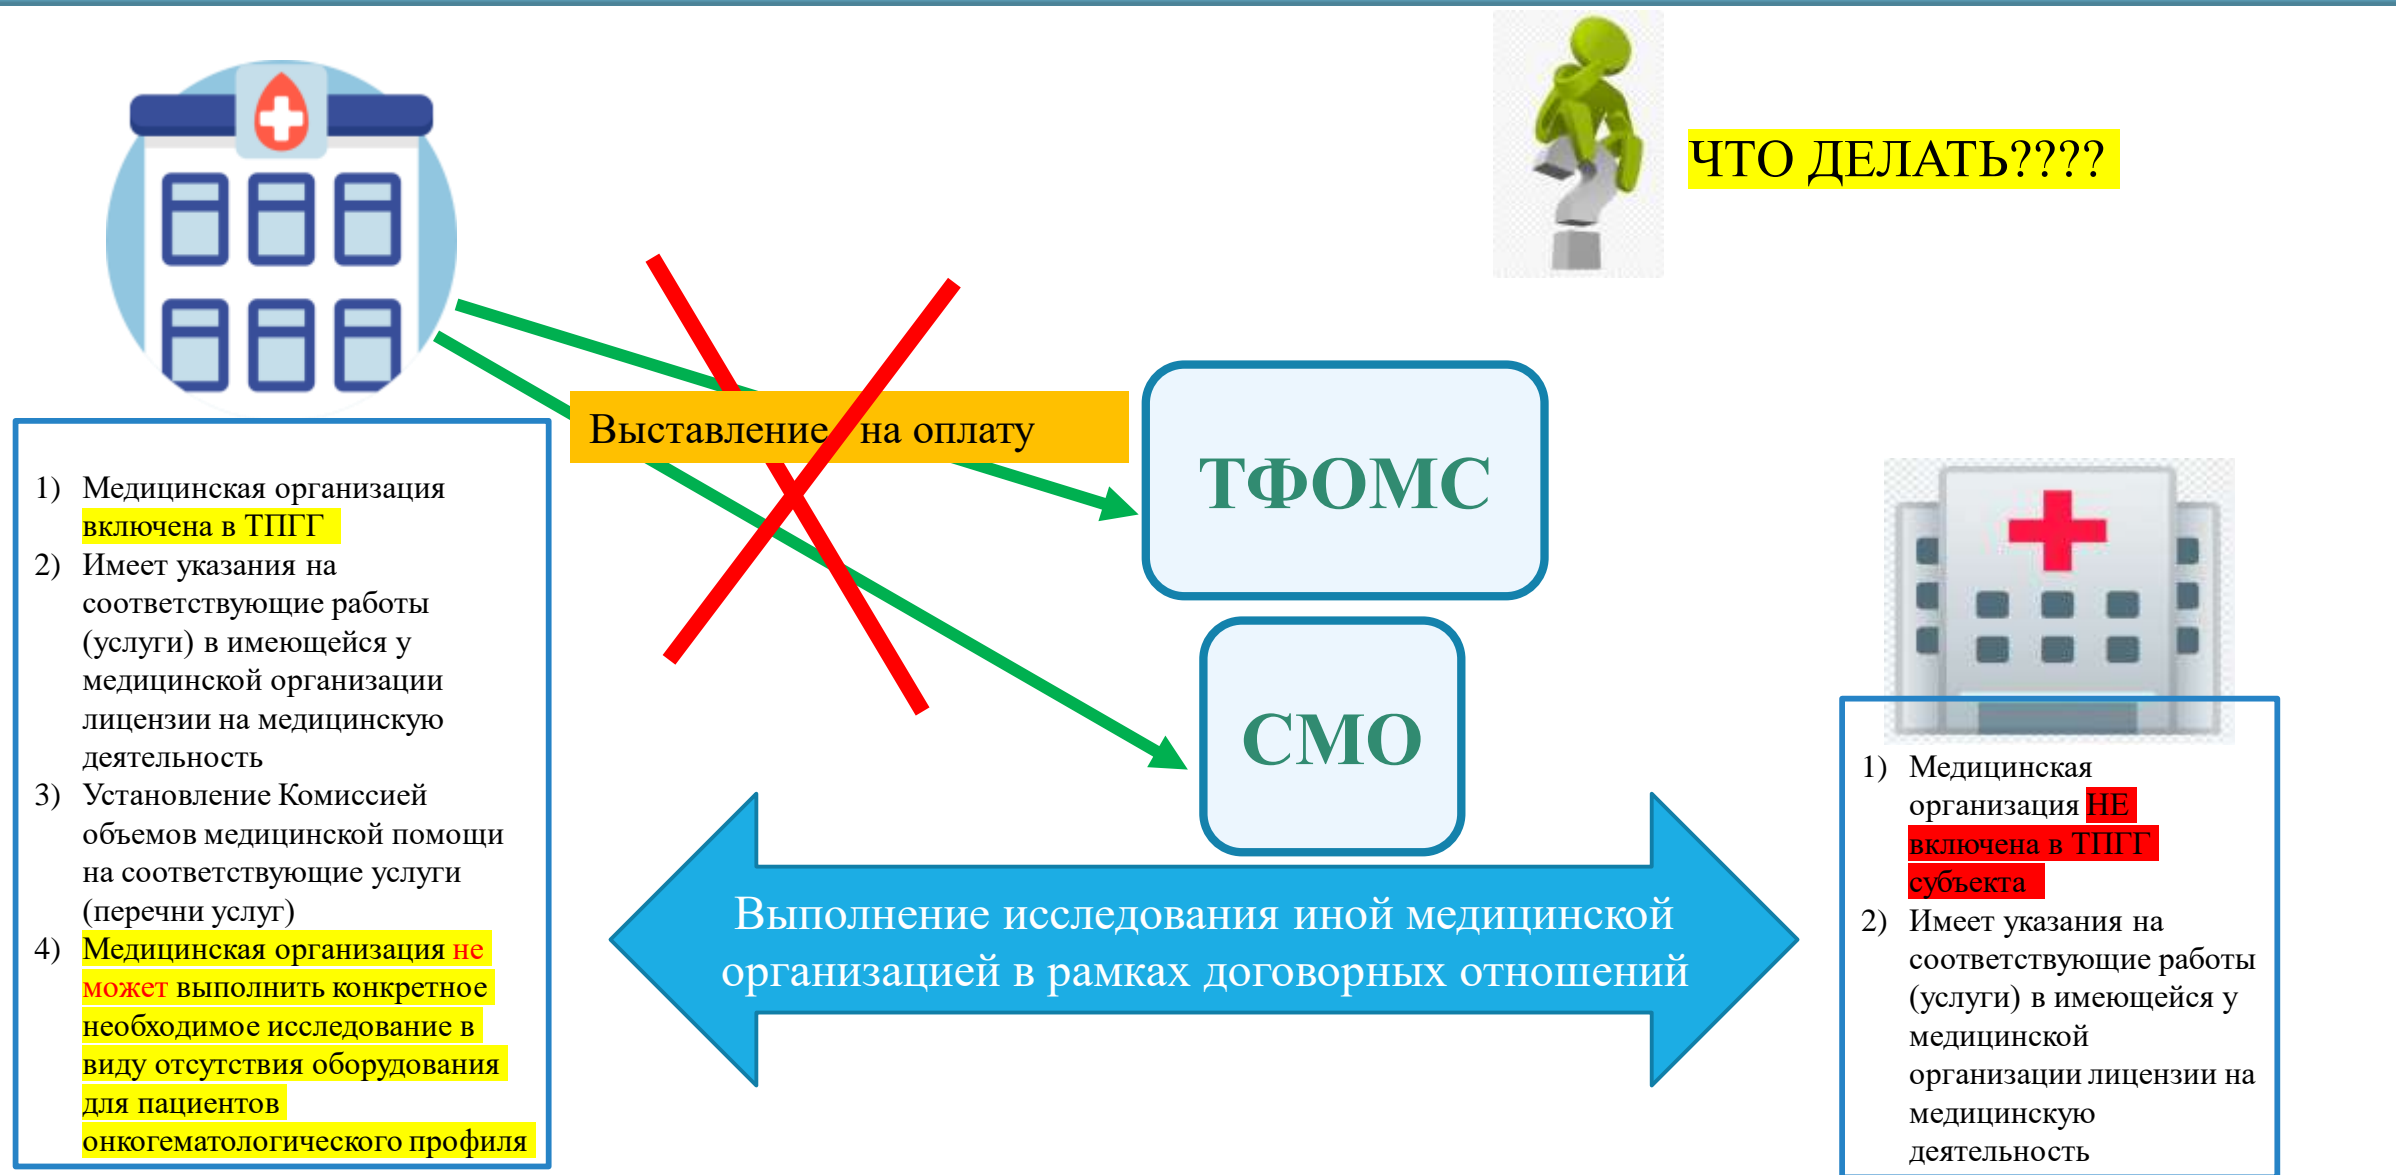 ЧТО ДЕЛАТЬ????
Выставление на оплату
ТФОМС
СМО
1) Медицинская организация
включена в ТПГГ
2) Имеет указания на
соответствующие работы
(услуги) в имеющейся у
медицинской организации
лицензии на медицинскую
деятельность
3) Установление Комиссией
объемов медицинской помощи
на соответствующие услуги
(перечни услуг)
4) Медицинская организация не
может выполнить конкретное
необходимое исследование в
виду отсутствия оборудования
для пациентов
онкогематологического профиля
Выполнение исследования иной медицинской
организацией в рамках договорных отношений
1) Медицинская
организация НЕ
включена в ТПГГ
субъекта
2) Имеет указания на
соответствующие работы
(услуги) в имеющейся у
медицинской
организации лицензии на
медицинскую
деятельность